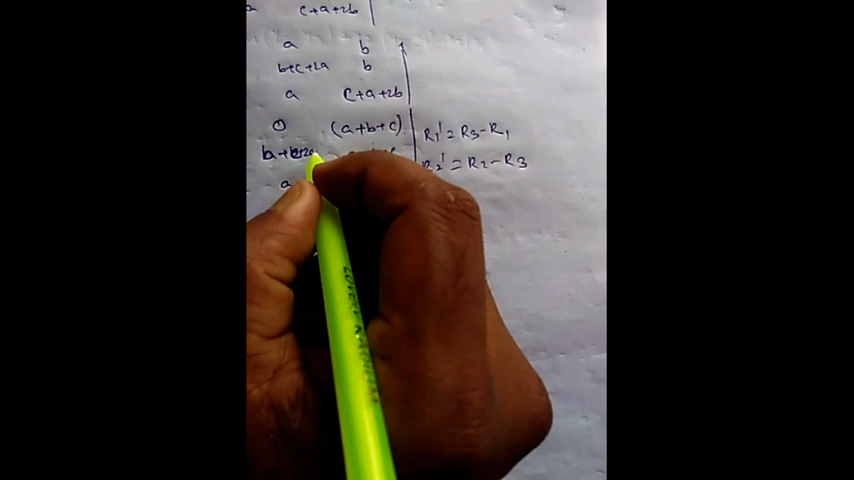 a c+a+2b
a b
b+c+2a b
a c+a+2b
0 (a+b+c) R₁' = R₃-R₁
R₂' = R₂-R₃
a